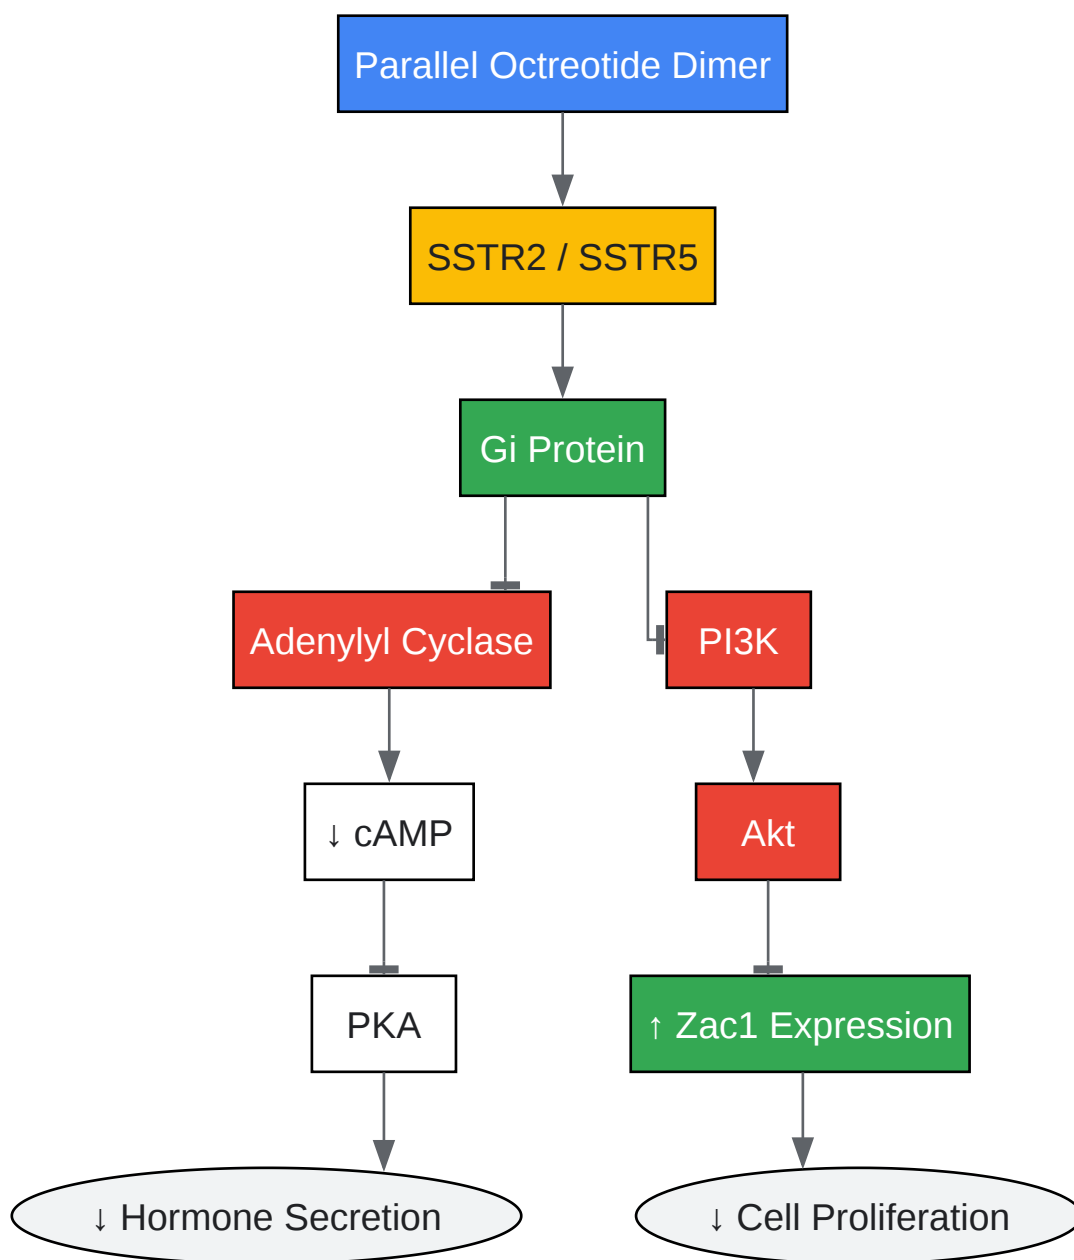 Parallel Octreotide Dimer
SSTR2 / SSTR5
Gi Protein
Adenylyl Cyclase
PI3K
↓ cAMP
Akt
PKA
↑ Zac1 Expression
↓ Hormone Secretion
↓ Cell Proliferation